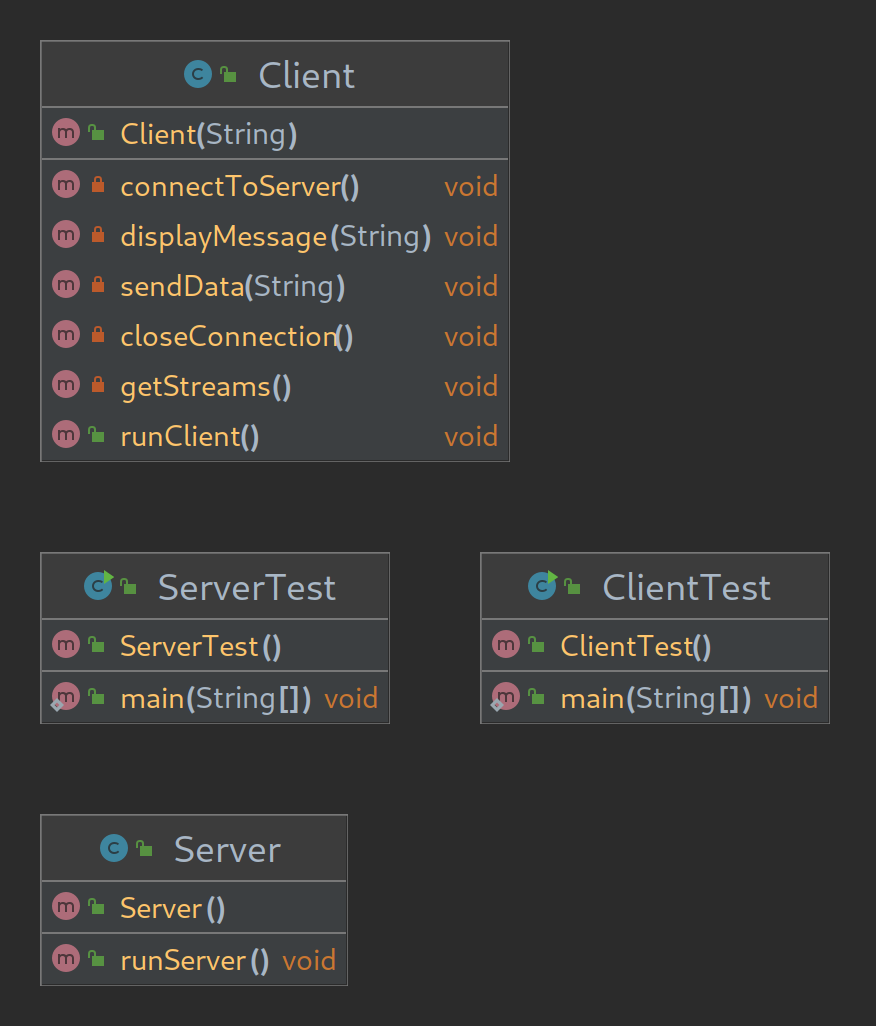 Client
Client(String)
connectToServer() void
displayMessage(String) void
sendData(String) void
closeConnection() void
getStreams() void
runClient() void
ServerTest
ServerTest()
main(String[]) void
ClientTest
ClientTest()
main(String[]) void
Server
Server()
runServer() void